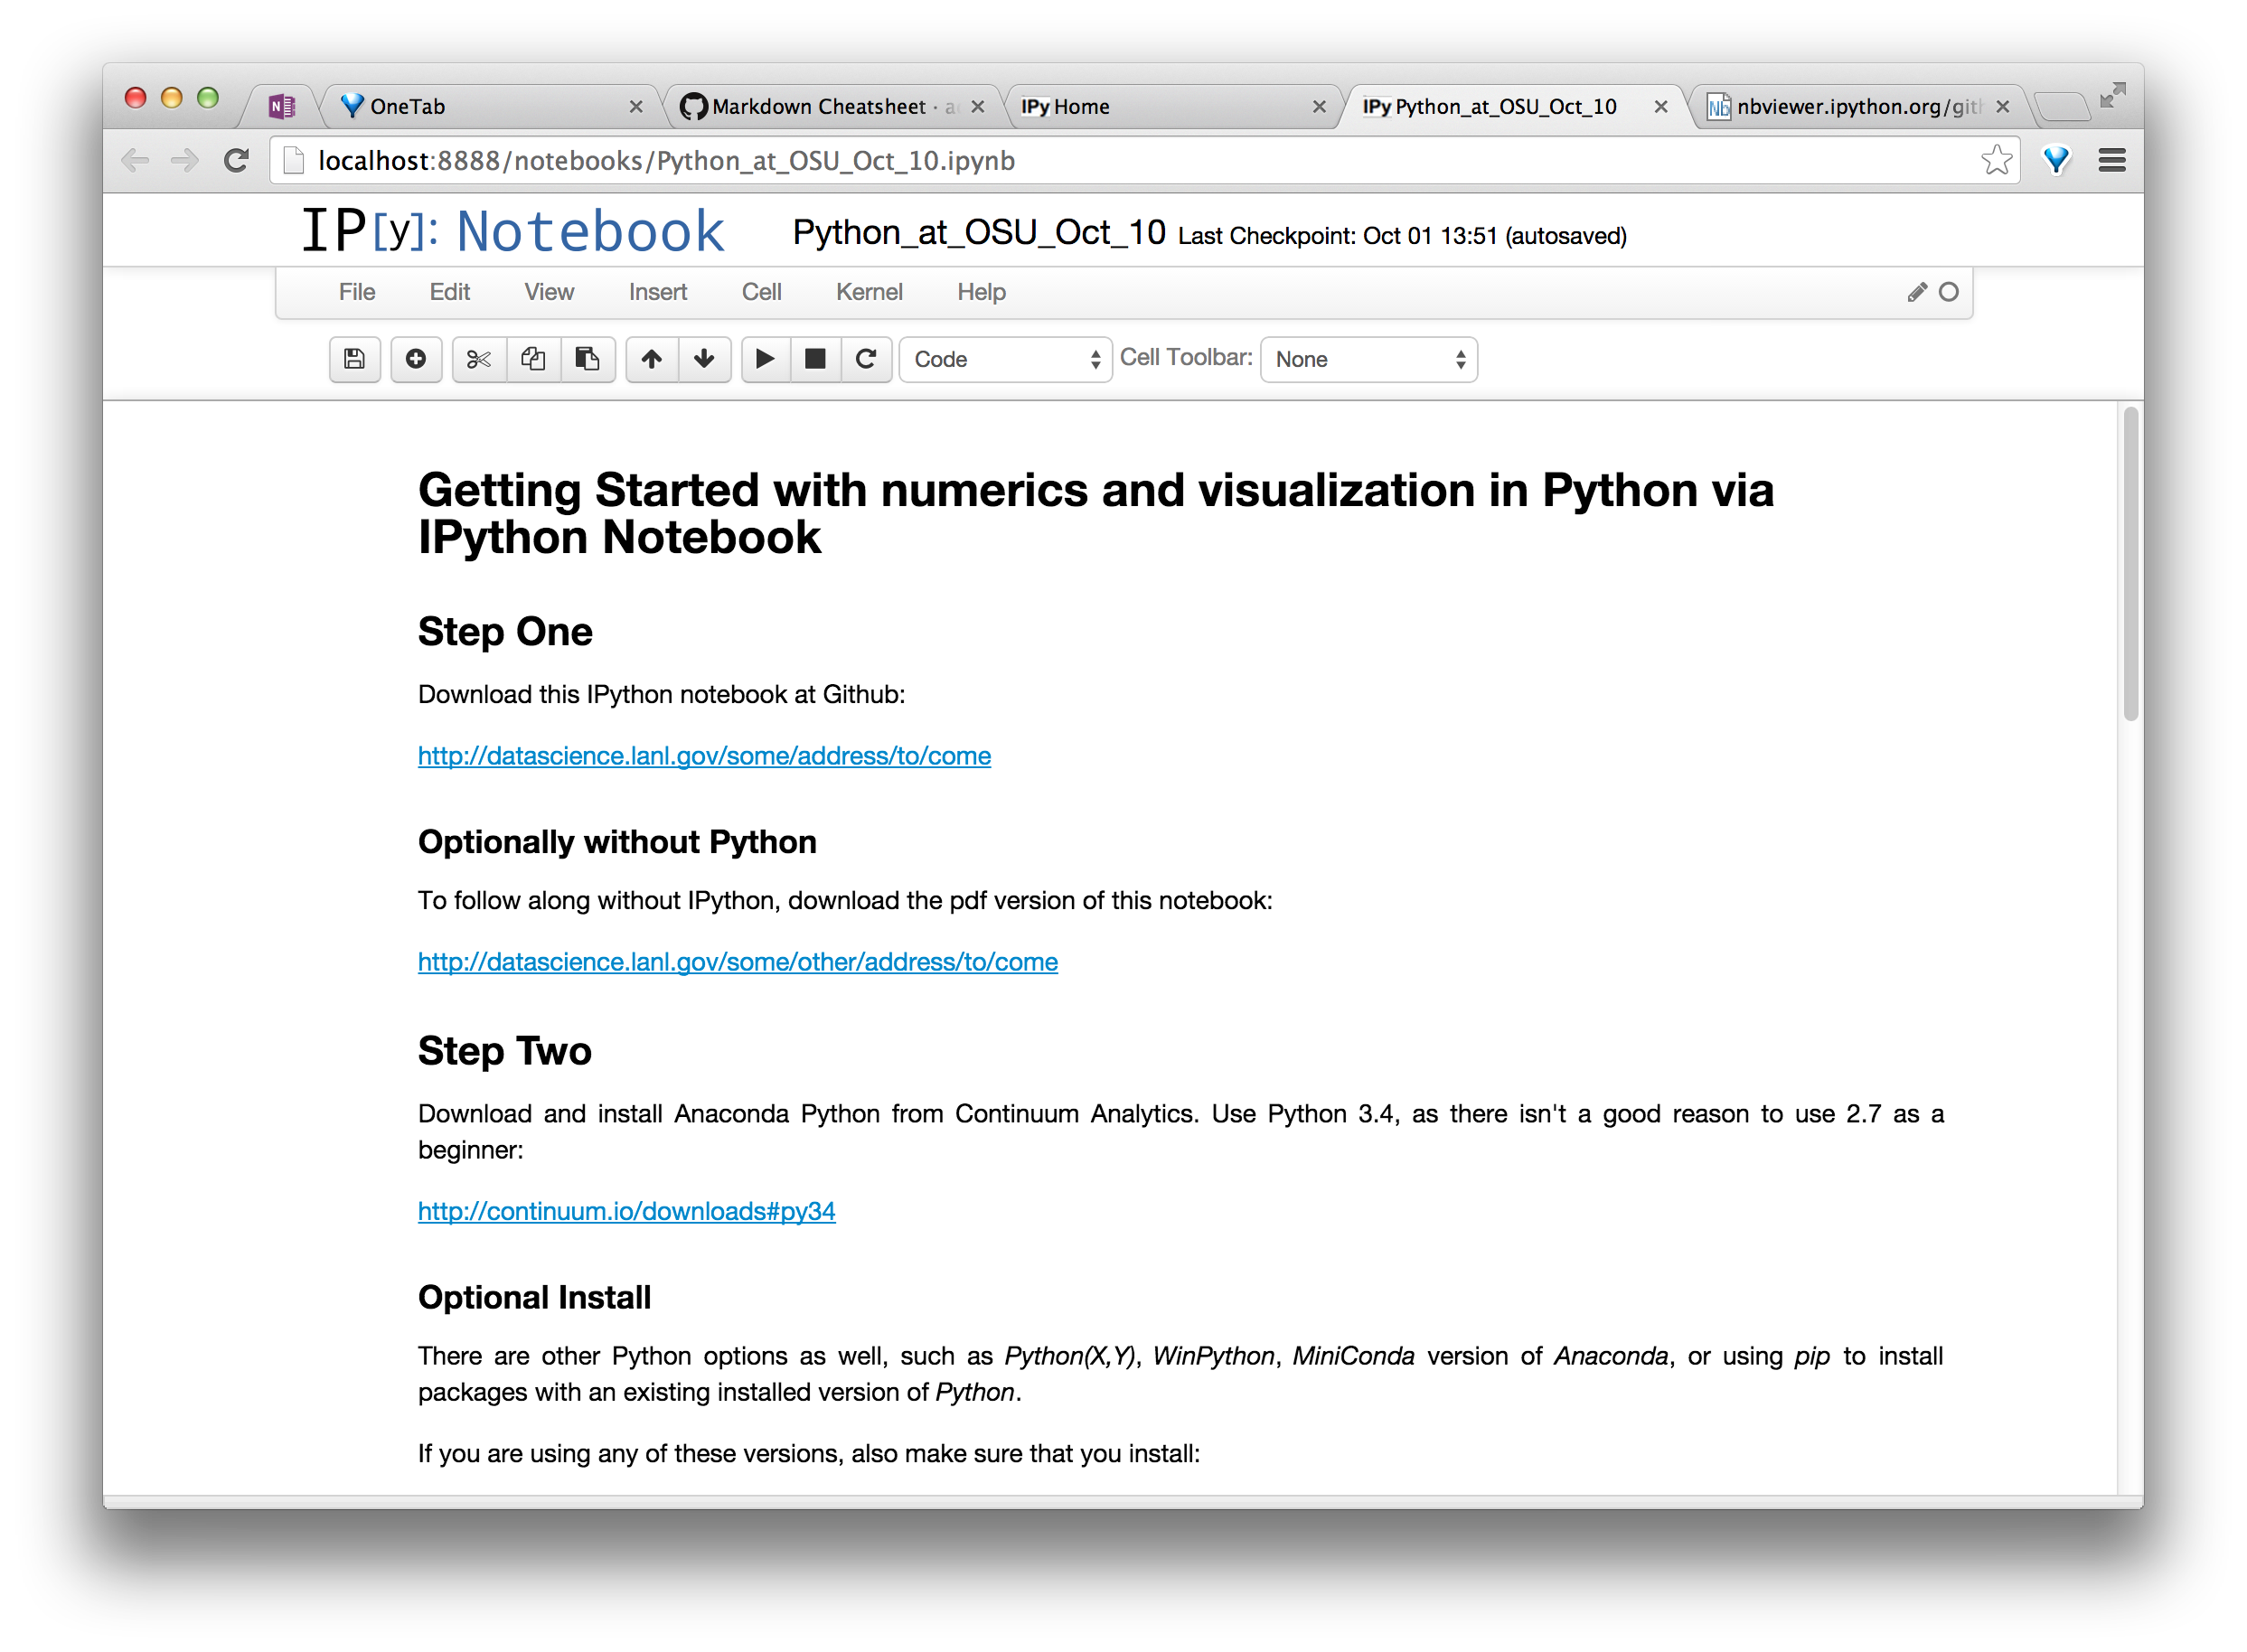 OneTab
Markdown Cheatsheet · a
IPy Home
IPy Python_at_OSU_Oct_10
Nb nbviewer.ipython.org/gith
localhost:8888/notebooks/Python_at_OSU_Oct_10.ipynb
IP[y]: Notebook Python_at_OSU_Oct_10 Last Checkpoint: Oct 01 13:51 (autosaved)
File Edit View Insert Cell Kernel Help
Code Cell Toolbar: None
Getting Started with numerics and visualization in Python via
IPython Notebook
Step One
Download this IPython notebook at Github:
http://datascience.lanl.gov/some/address/to/come
Optionally without Python
To follow along without IPython, download the pdf version of this notebook:
http://datascience.lanl.gov/some/other/address/to/come
Step Two
Download and install Anaconda Python from Continuum Analytics. Use Python 3.4, as there isn't a good reason to use 2.7 as a
beginner:
http://continuum.io/downloads#py34
Optional Install
There are other Python options as well, such as Python(X,Y), WinPython, MiniConda version of Anaconda, or using pip to install
packages with an existing installed version of Python.
If you are using any of these versions, also make sure that you install: